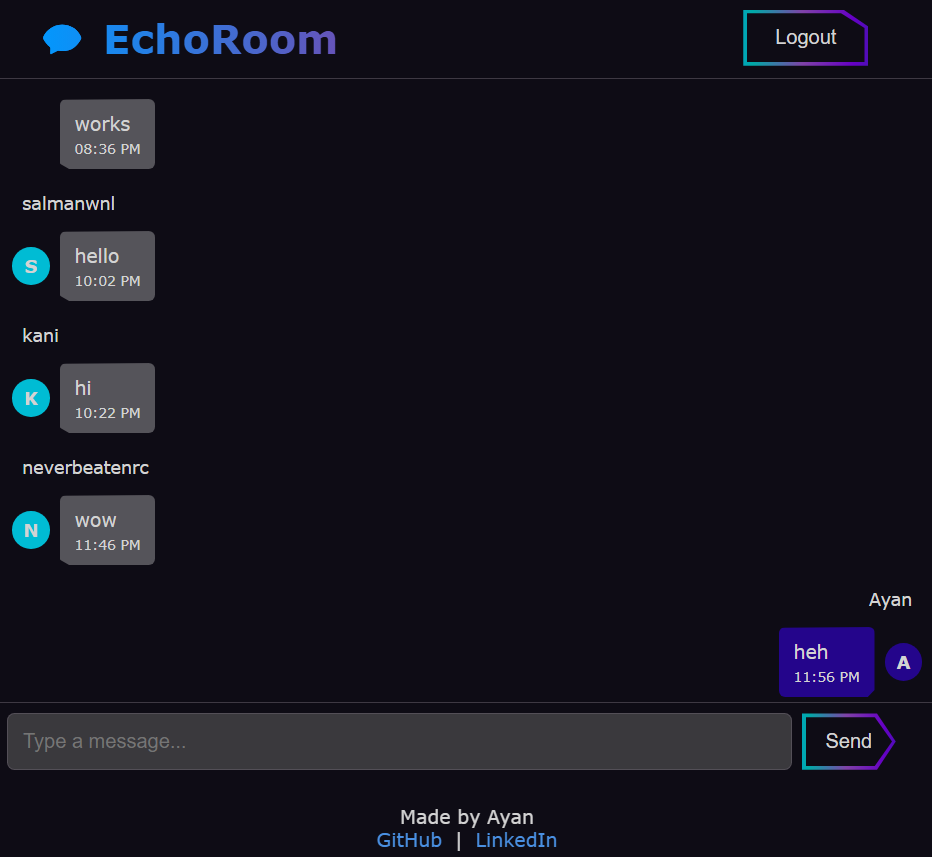 EchoRoom
Logout
works
08:36 PM
salmanwnl
S
hello
10:02 PM
kani
K
hi
10:22 PM
neverbeatenrc
N
wow
11:46 PM
Ayan
heh
11:56 PM
A
Type a message...
Send
Made by Ayan
GitHub | LinkedIn